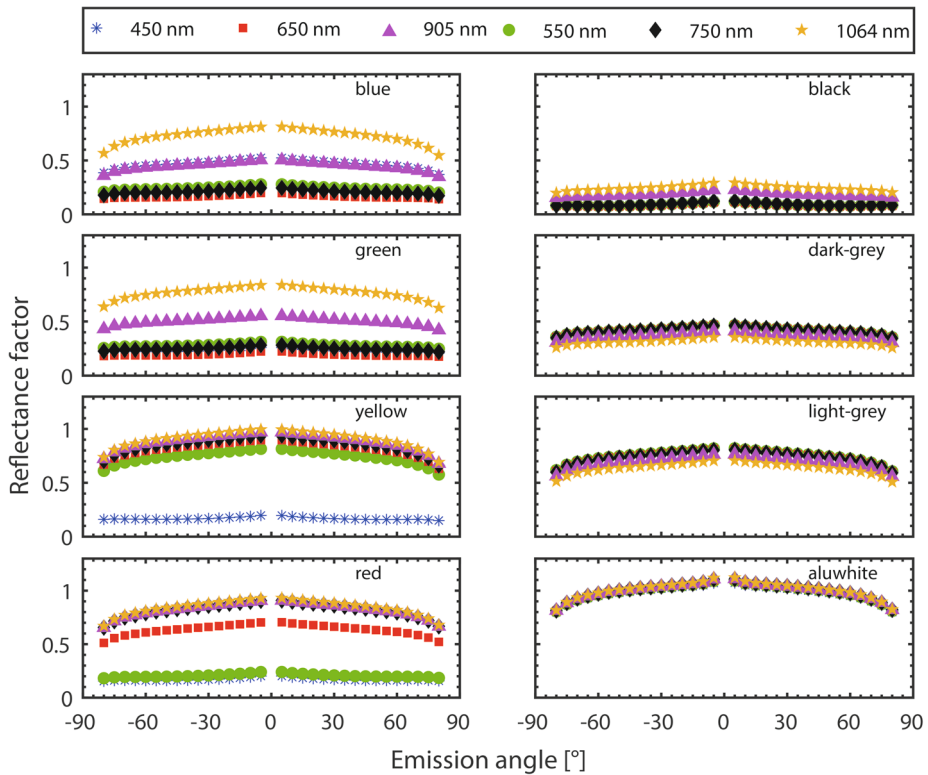 450 nm 650 nm 905 nm 550 nm 750 nm 1064 nm
blue
black
1
0.5
0
green
dark-grey
1
0.5
0
yellow
light-grey
1
0.5
0
red
aluwhite
1
0.5
0
Reflectance factor
-90 -60 -30 0 30 60 90
-90 -60 -30 0 30 60 90
Emission angle [°]